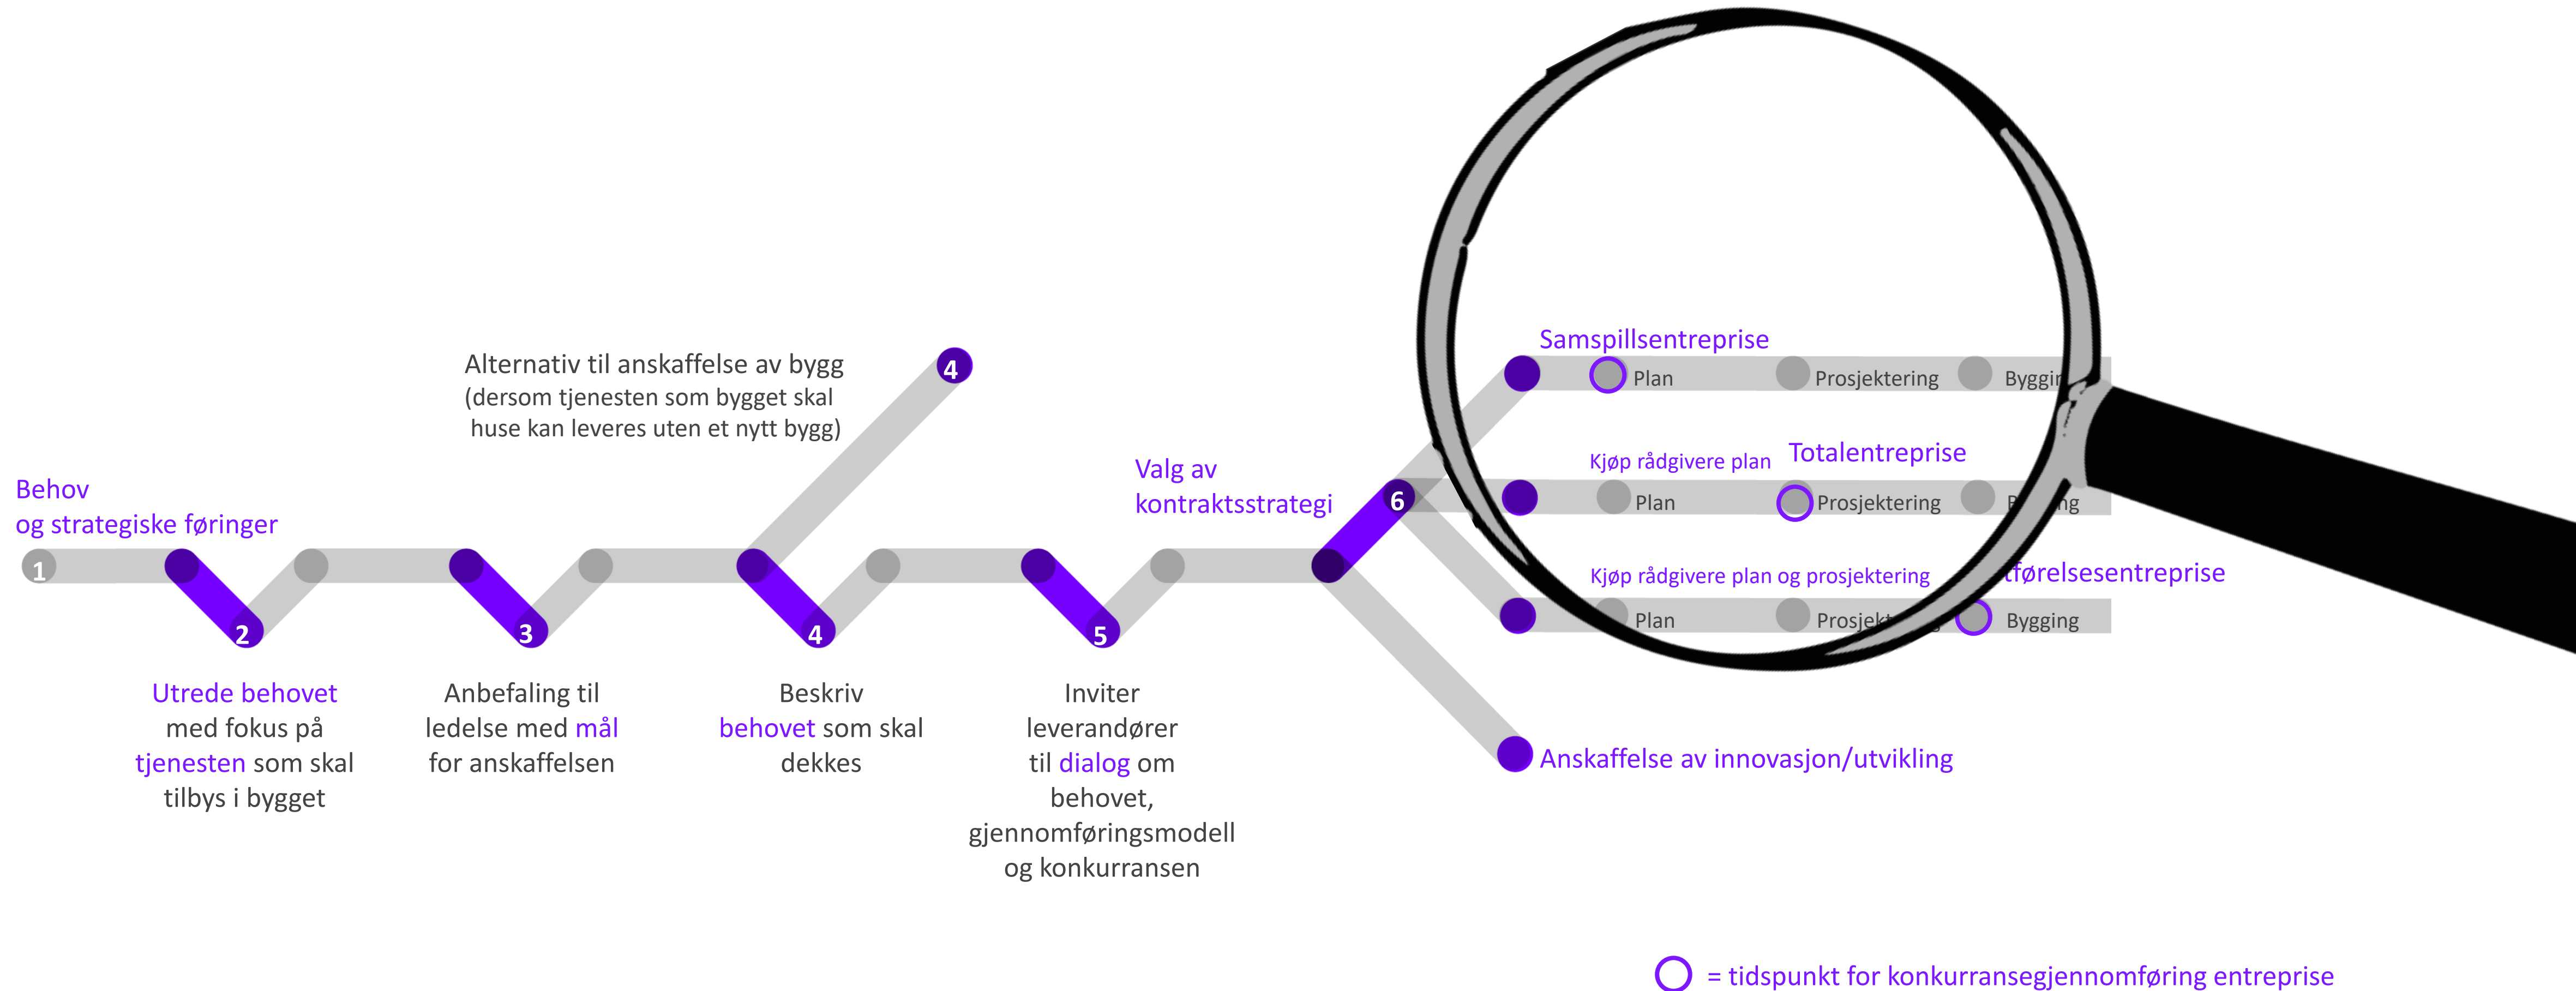 Behov
og strategiske føringer
1
2
Utrede behovet
med fokus på
tjenesten som skal
tilbys i bygget
3
Anbefaling til
ledelse med mål
for anskaffelsen
Alternativ til anskaffelse av bygg
(dersom tjenesten som bygget skal
huse kan leveres uten et nytt bygg)
4
4
Beskriv
behovet som skal
dekkes
5
Inviter
leverandører
til dialog om
behovet,
gjennomføringsmodell
og konkurransen
Valg av
kontraktsstrategi
6
Samspillsentreprise
Plan Prosjektering
Kjøp rådgivere plan Totalentreprise
Plan Prosjektering
Kjøp rådgivere plan og prosjektering
Plan Bygging
Anskaffelse av innovasjon/utvikling
= tidspunkt for konkurransegjennomføring entreprise